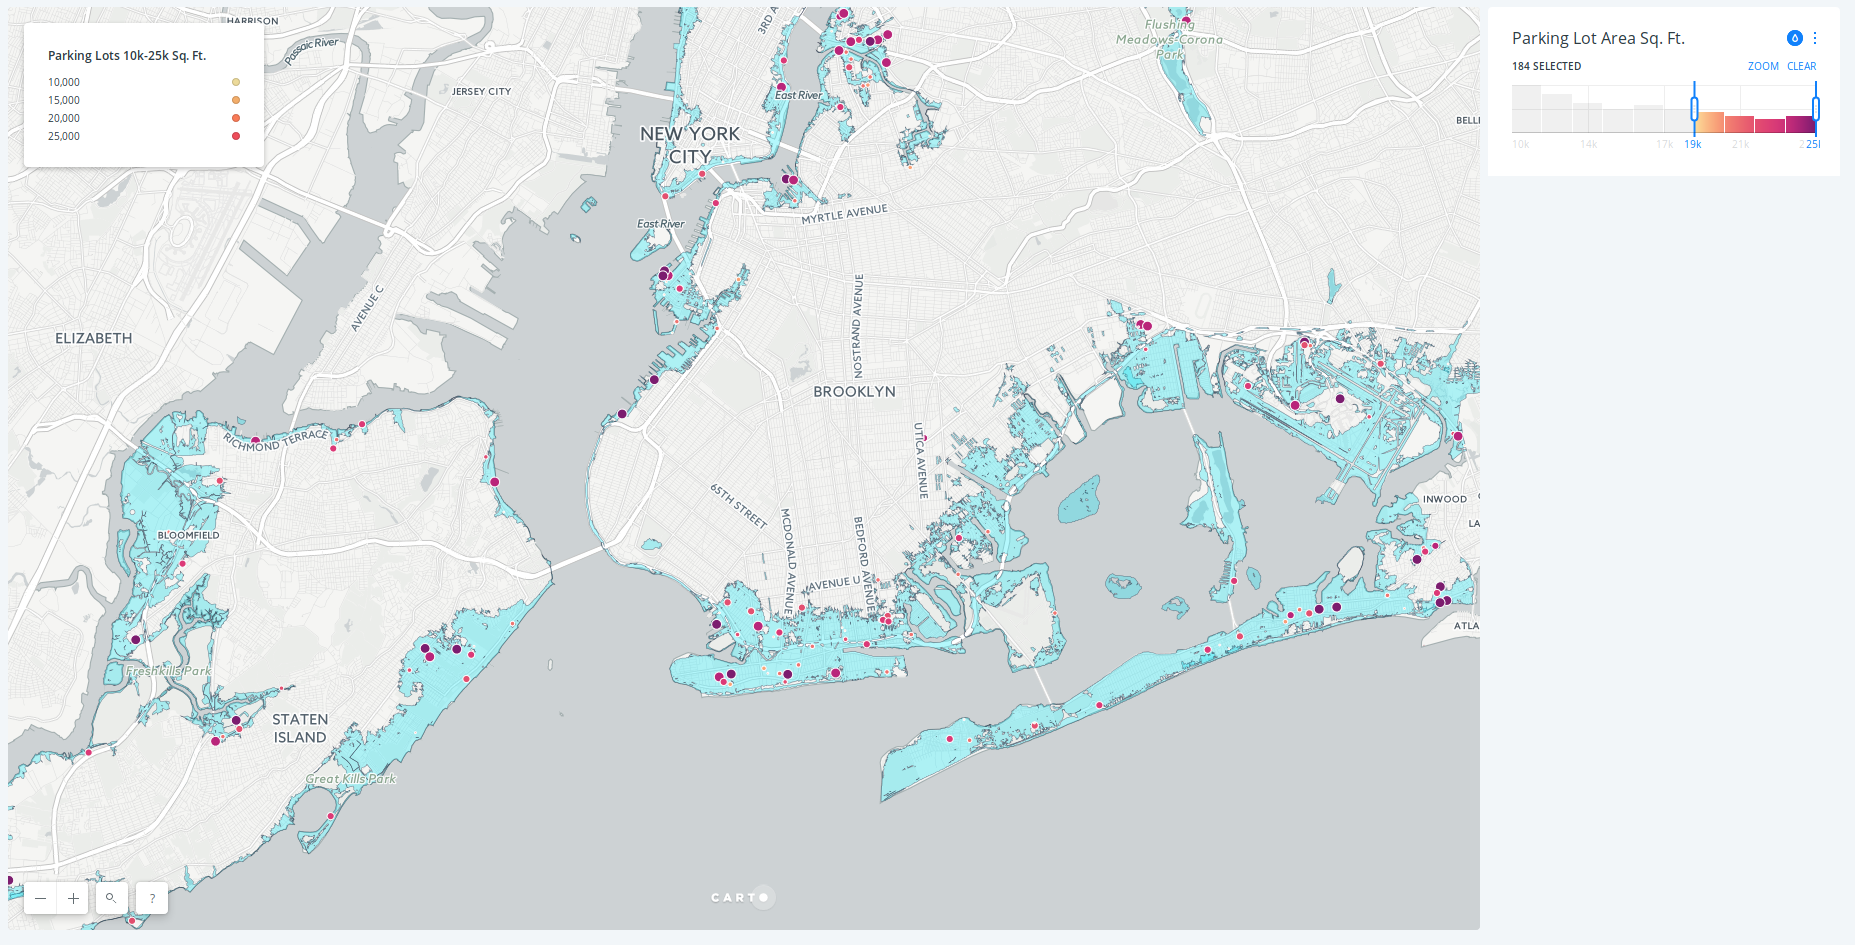 HARRISON
Passaic River
Parking Lots 10k-25k Sq. Ft.
10,000
15,000
20,000
25,000
JERSEY CITY
3RD A
East River
NEW YORK
CITY
Flushing
Meadows-Corona
Park
MYRTLE AVENUE
East River
AVENUE C
ELIZABETH
NOSTRAND AVENUE
BROOKLYN
RICHMOND TERRACE
UTICA AVENUE
65TH STREET
MCDONALD AVENUE
BEDFORD AVENUE
AVENUE U
BLOOMFIELD
INWOOD
LA
ATLA
BELL
Freshkills Park
STATEN
ISLAND
Great Kills Park
CARTO
?
Parking Lot Area Sq. Ft.
184 SELECTED
ZOOM CLEAR
10k 14k 17k 19k 21k 2 25